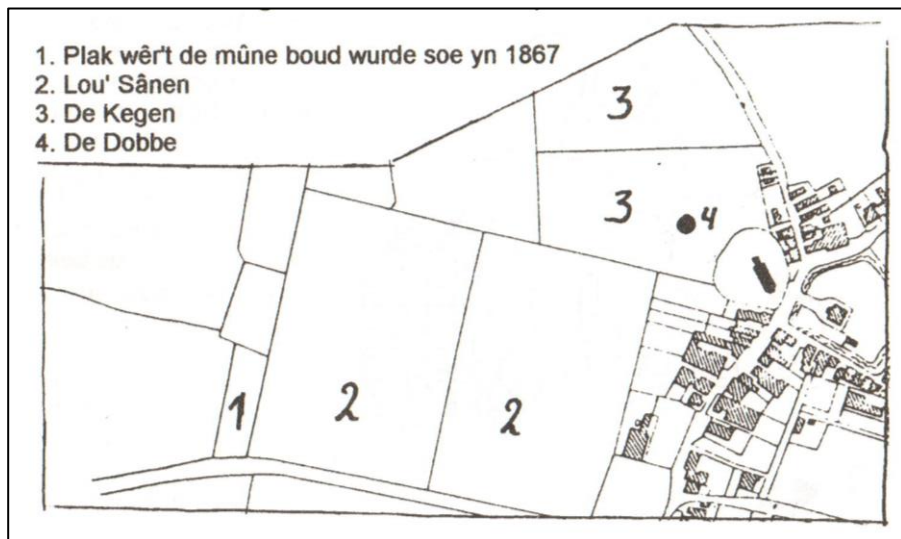 1. Plak wêr't de mûne boud wurde soe yn 1867
2. Lou' Sânen
3. De Kegen
4. De Dobbe
3
3
4
1
2
2